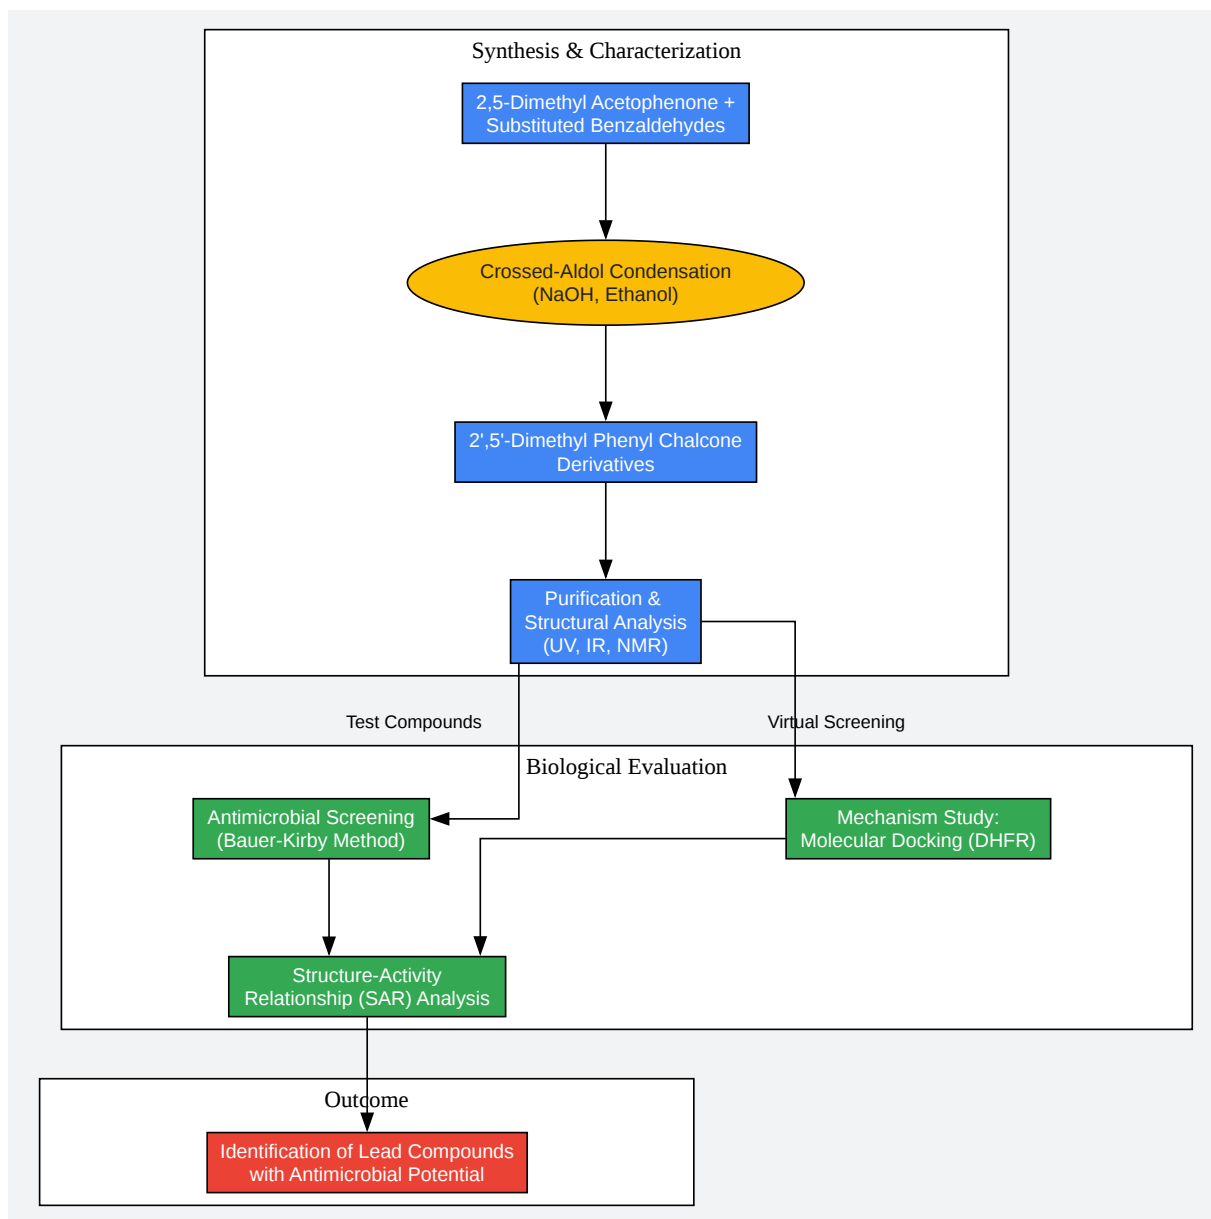 Synthesis & Characterization
2,5-Dimethyl Acetophenone +
Substituted Benzaldehydes
Crossed-Aldol Condensation
(NaOH, Ethanol)
2',5'-Dimethyl Phenyl Chalcone
Derivatives
Purification &
Structural Analysis
(UV, IR, NMR)
Test Compounds
Virtual Screening
Biological Evaluation
Antimicrobial Screening
(Bauer-Kirby Method)
Mechanism Study:
Molecular Docking (DHFR)
Structure-Activity
Relationship (SAR) Analysis
Outcome
Identification of Lead Compounds
with Antimicrobial Potential